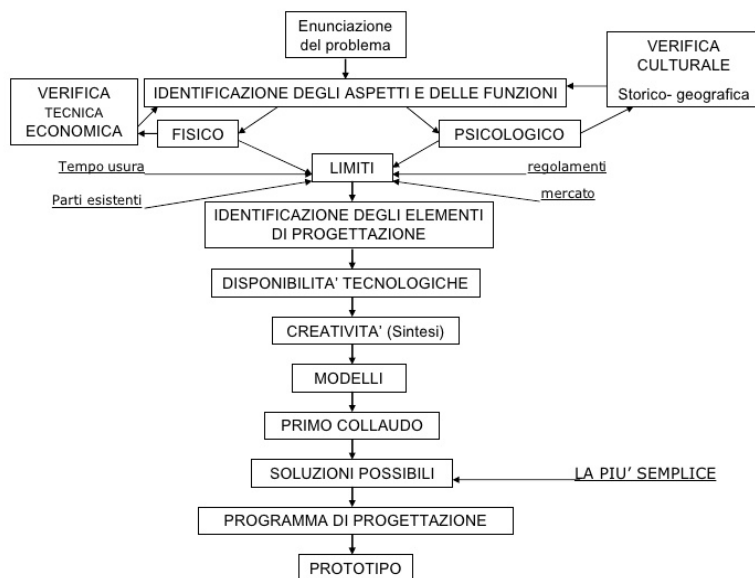 Enunciazione
del problema
VERIFICA
CULTURALE
Storico- geografica
VERIFICA
TECNICA
ECONOMICA
IDENTIFICAZIONE DEGLI ASPETTI E DELLE FUNZIONI
FISICO
PSICOLOGICO
Tempo usura
LIMITI
regolamenti
Parti esistenti
mercato
IDENTIFICAZIONE DEGLI ELEMENTI
DI PROGETTAZIONE
DISPONIBILITA’ TECNOLOGICHE
CREATIVITA’ (Sintesi)
MODELLI
PRIMO COLLAUDO
SOLUZIONI POSSIBILI
LA PIU’ SEMPLICE
PROGRAMMA DI PROGETTAZIONE
PROTOTIPO